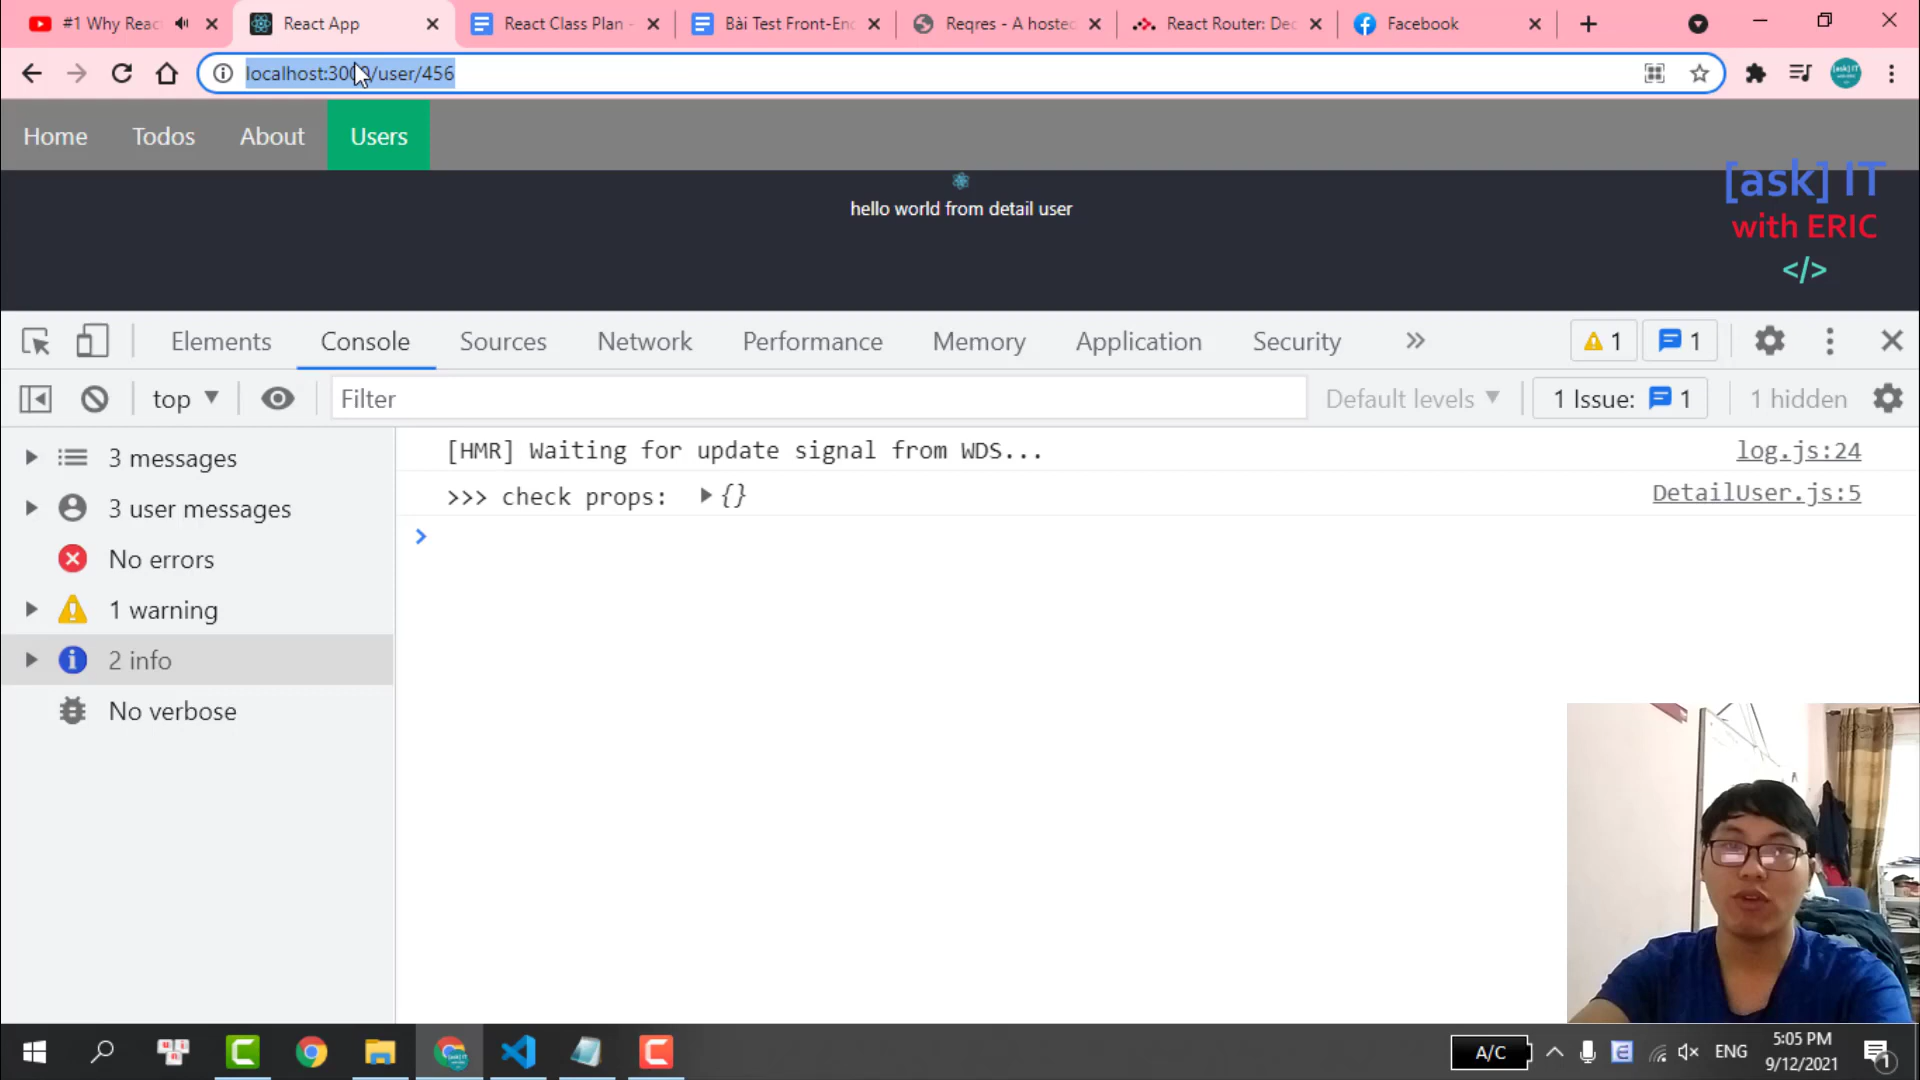 #1 Why Reac
React App
React Class Plan -
Bài Test Front-End
Reqres - A hosted
React Router: Dec
Facebook
localhost:3000/user/456
Home
Todos
About
Users
hello world from detail user
[ask] IT
with ERIC
</>
Elements
Console
Sources
Network
Performance
Memory
Application
Security
1
1
top
Filter
Default levels
1 Issue: 1
1 hidden
3 messages
3 user messages
No errors
1 warning
2 info
No verbose
[HMR] Waiting for update signal from WDS...
log.js:24
>>> check props: {}
DetailUser.js:5
A/C
ENG
5:05 PM
9/12/2021
1